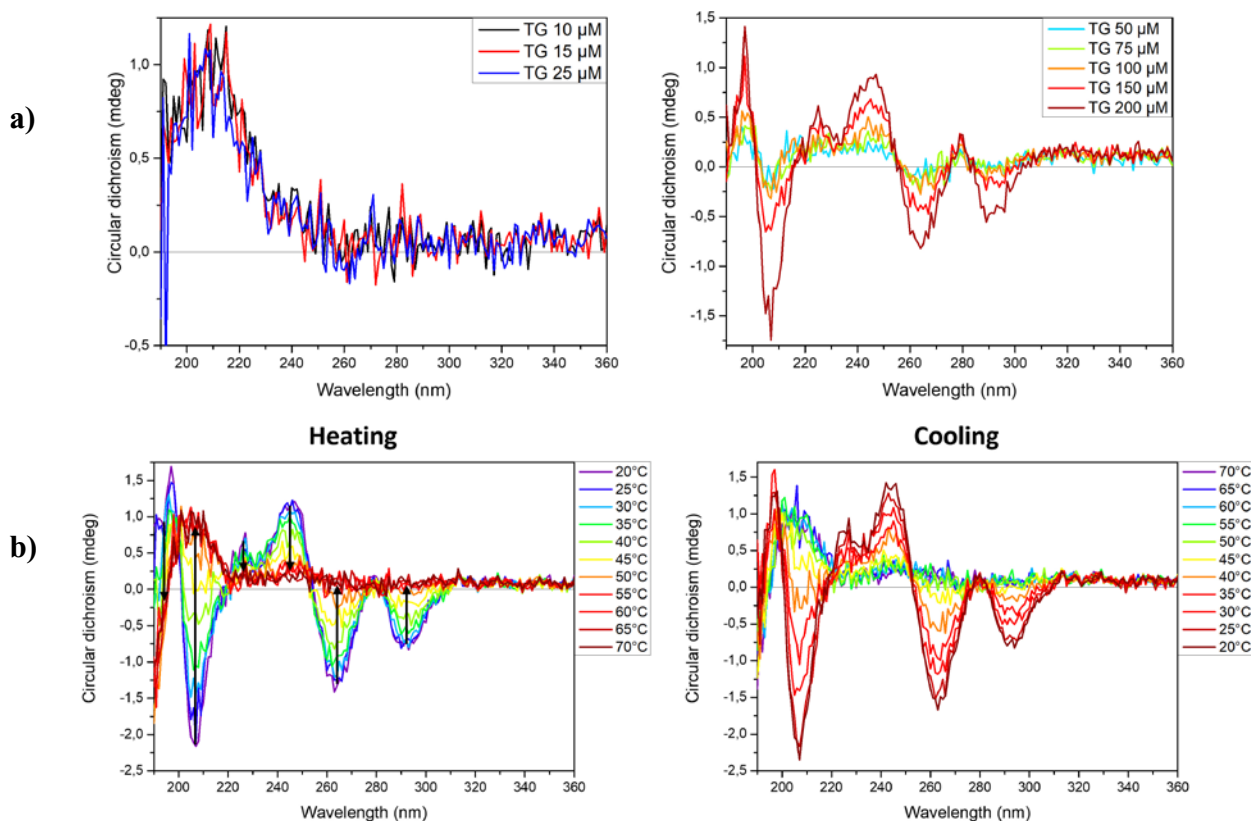 a)
TG 10 µM
TG 15 µM
TG 25 µM
Circular dichroism (mdeg)
1,0
0,5
0,0
-0,5
200 220 240 260 280 300 320 340 360
Wavelength (nm)
TG 50 µM
TG 75 µM
TG 100 µM
TG 150 µM
TG 200 µM
Circular dichroism (mdeg)
1,5
1,0
0,5
0,0
-0,5
-1,0
-1,5
200 220 240 260 280 300 320 340 360
Wavelength (nm)
b)
Heating
20°C
25°C
30°C
35°C
40°C
45°C
50°C
55°C
60°C
65°C
70°C
Circular dichroism (mdeg)
1,5
1,0
0,5
0,0
-0,5
-1,0
-1,5
-2,0
-2,5
200 220 240 260 280 300 320 340 360
Wavelength (nm)
Cooling
70°C
65°C
60°C
55°C
50°C
45°C
40°C
35°C
30°C
25°C
20°C
Circular dichroism (mdeg)
1,5
1,0
0,5
0,0
-0,5
-1,0
-1,5
-2,0
-2,5
200 220 240 260 280 300 320 340 360
Wavelength (nm)